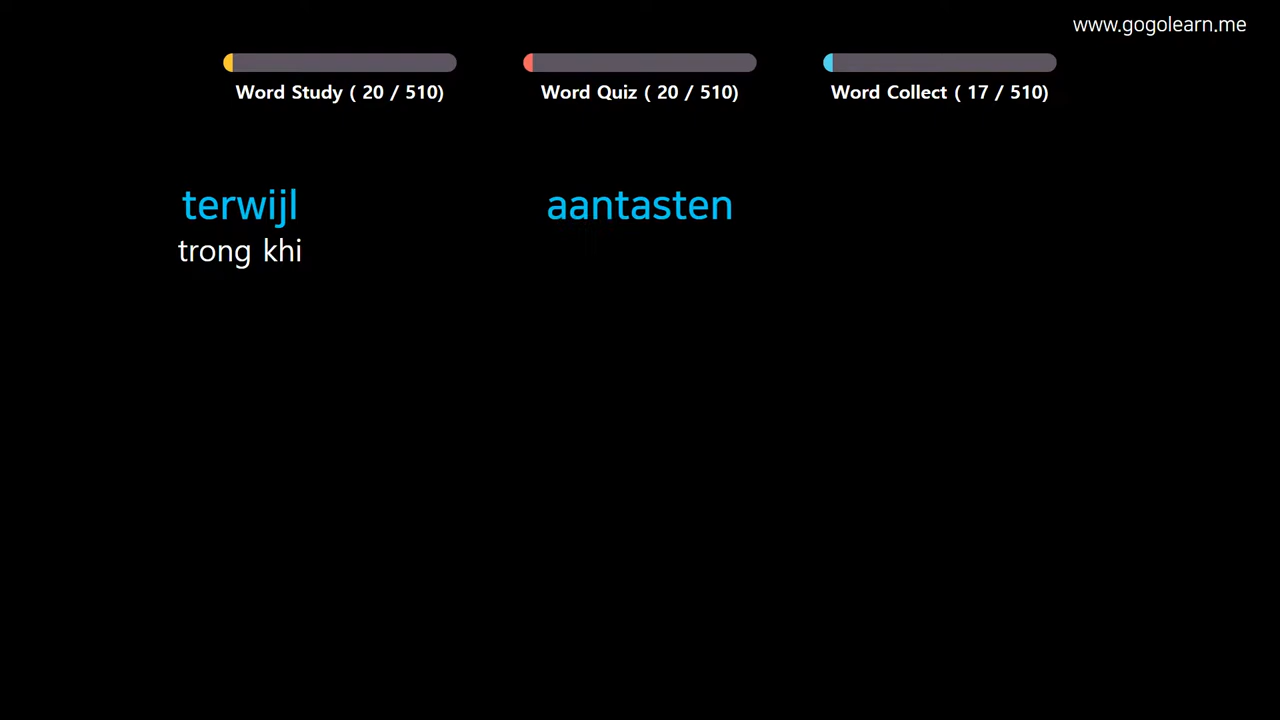 www.gogolearn.me
Word Study ( 20 / 510)
Word Quiz ( 20 / 510)
Word Collect ( 17 / 510)
terwijl
aantasten
trong khi